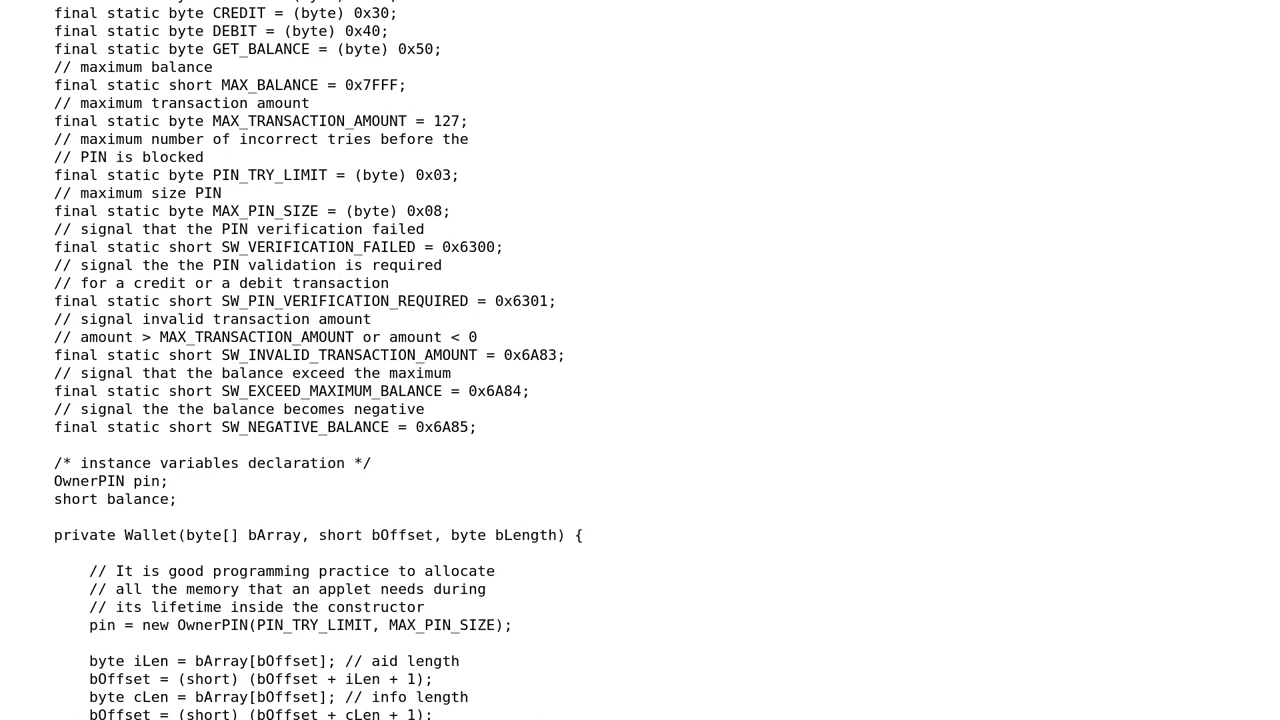 final static byte CREDIT = (byte) 0x30;
final static byte DEBIT = (byte) 0x40;
final static byte GET_BALANCE = (byte) 0x50;
// maximum balance
final static short MAX_BALANCE = 0x7FFF;
// maximum transaction amount
final static byte MAX_TRANSACTION_AMOUNT = 127;
// maximum number of incorrect tries before the
// PIN is blocked
final static byte PIN_TRY_LIMIT = (byte) 0x03;
// maximum size PIN
final static byte MAX_PIN_SIZE = (byte) 0x08;
// signal that the PIN verification failed
final static short SW_VERIFICATION_FAILED = 0x6300;
// signal the the PIN validation is required
// for a credit or a debit transaction
final static short SW_PIN_VERIFICATION_REQUIRED = 0x6301;
// signal invalid transaction amount
// amount > MAX_TRANSACTION_AMOUNT or amount < 0
final static short SW_INVALID_TRANSACTION_AMOUNT = 0x6A83;
// signal that the balance exceed the maximum
final static short SW_EXCEED_MAXIMUM_BALANCE = 0x6A84;
// signal the the balance becomes negative
final static short SW_NEGATIVE_BALANCE = 0x6A85;
/* instance variables declaration */
OwnerPIN pin;
short balance;
private Wallet(byte[] bArray, short bOffset, byte bLength) {
// It is good programming practice to allocate
// all the memory that an applet needs during
// its lifetime inside the constructor
pin = new OwnerPIN(PIN_TRY_LIMIT, MAX_PIN_SIZE);
byte iLen = bArray[bOffset]; // aid length
bOffset = (short) (bOffset + iLen + 1);
byte cLen = bArray[bOffset]; // info length
bOffset = (short) (bOffset + cLen + 1);